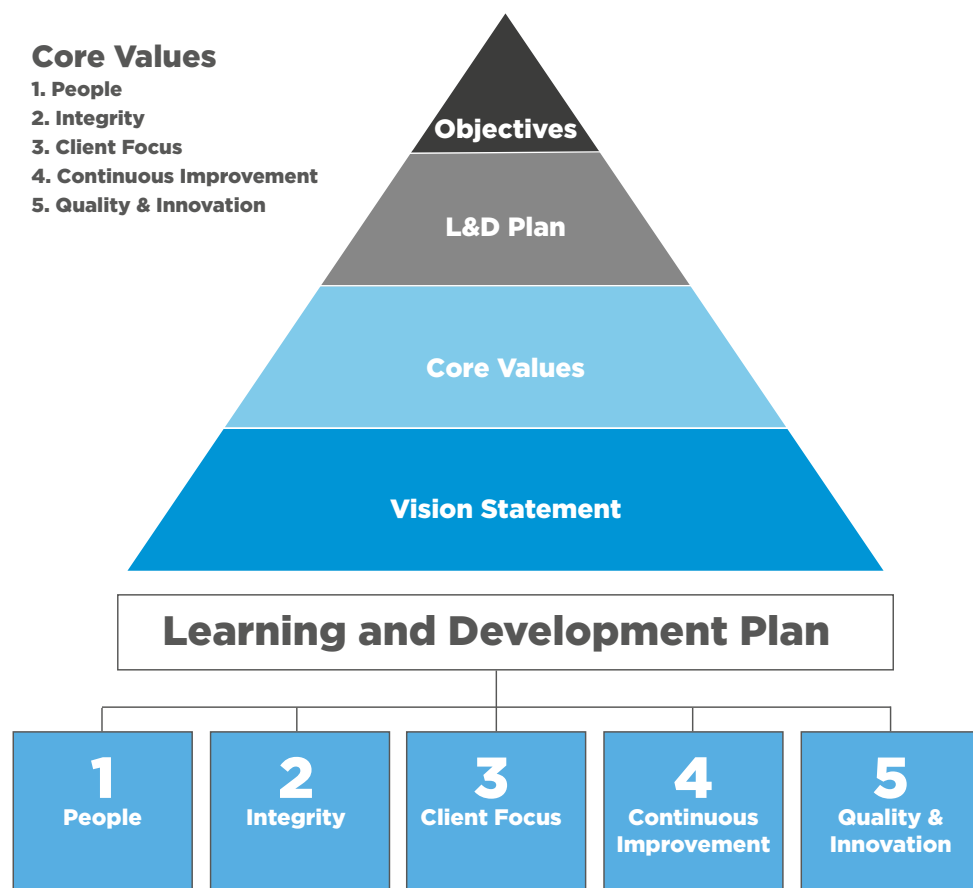 Core Values
1. People
2. Integrity
3. Client Focus
4. Continuous Improvement
5. Quality & Innovation
Objectives
L&D Plan
Core Values
Vision Statement
Learning and Development Plan
1
People
2
Integrity
3
Client Focus
4
Continuous
Improvement
5
Quality &
Innovation